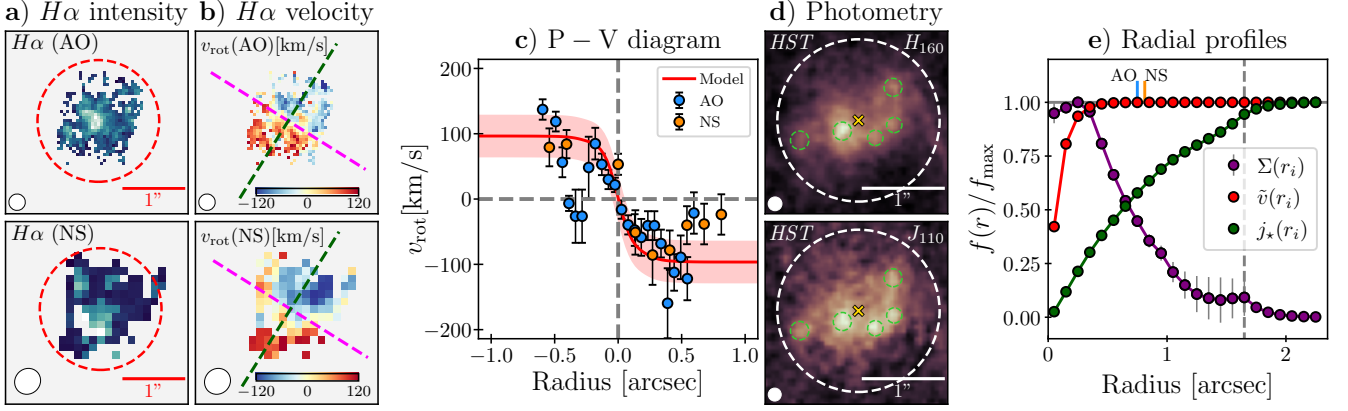 a) Hα intensity
Hα (AO)
1”
Hα (NS)
1”
b) Hα velocity
v_rot(AO)[km/s]
−120 0 120
v_rot(NS)[km/s]
−120 0 120
c) P − V diagram
200
100
0
−100
−200
v_rot[km/s]
Model
AO
NS
−1.0 −0.5 0.0 0.5 1.0
Radius [arcsec]
d) Photometry
HST H_160
1”
HST J_110
1”
e) Radial profiles
AO NS
1.00
0.75
0.50
0.25
0.00
f(r)/f_max
Σ(r_i)
ṽ(r_i)
j_⋆(r_i)
0 1 2
Radius [arcsec]